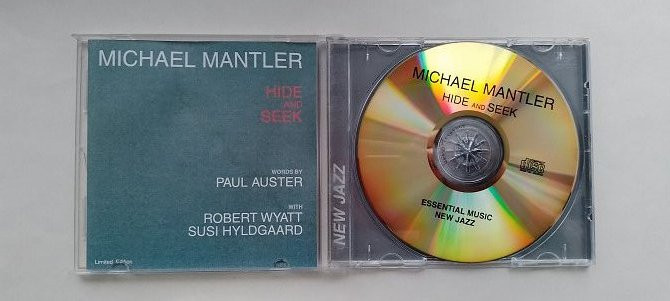 MICHAEL MANTLER
HIDE
AND
SEEK
WORDS BY
PAUL AUSTER
WITH
ROBERT WYATT
SUSI HYLDGAARD
Limited Edition
NEW JAZZ
MICHAEL MANTLER
HIDE AND SEEK
ESSENTIAL MUSIC
NEW JAZZ